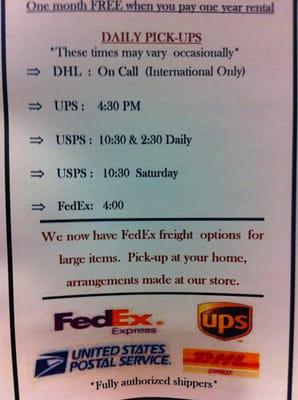 One month FREE when you pay one year rental
DAILY PICK-UPS
*These times may vary occasionally*
⇒ DHL : On Call (International Only)
⇒ UPS : 4:30 PM
⇒ USPS : 10:30 & 2:30 Daily
⇒ USPS : 10:30 Saturday
⇒ FedEx: 4:00
We now have FedEx freight options for
large items. Pick-up at your home,
arrangements made at our store.
FedEx
Express
ups
UNITED STATES
POSTAL SERVICE
DHL
EXPRESS
*Fully authorized shippers*